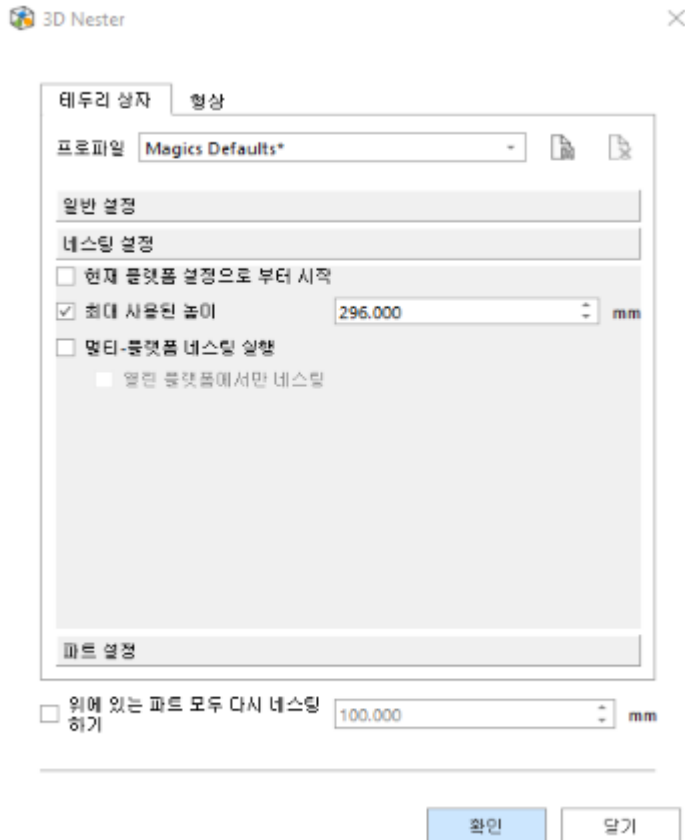 3D Nester
테두리 상자 형상
프로파일 Magics Defaults*
일반 설정
네스팅 설정
현재 플랫폼 설정으로 부터 시작
최대 사용된 높이 296.000 mm
멀티-플랫폼 네스팅 실행
열린 플랫폼에서만 네스팅
파트 설정
위에 있는 파트 모두 다시 네스팅
하기 100.000 mm
확인 닫기